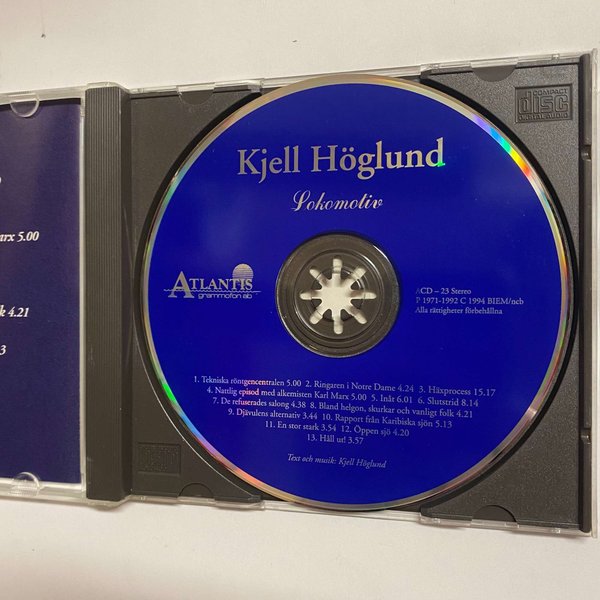 arx 5.00
k 4.21
3
COMPACT
disc
DIGITAL AUDIO
Kjell Höglund
Lokomotiv
ATLANTIS
grammofon ab
ACD – 23 Stereo
P 1971-1992 C 1994 BIEM/ncb
Alla rättigheter förbehållna
1. Tekniska röntgencentralen 5.00 2. Ringaren i Notre Dame 4.24 3. Häxprocess 15.17
4. Nattlig episod med alkemisten Karl Marx 5.00 5. Inåt 6.01 6. Slutstrid 8.14
7. De refuserades salong 4.38 8. Bland helgon, skurkar och vanligt folk 4.21
9. Djävulens alternativ 3.44 10. Rapport från Karibiska sjön 5.13
11. En stor stark 3.54 12. Öppen sjö 4.20
13. Håll ut! 3.57
Text och musik: Kjell Höglund